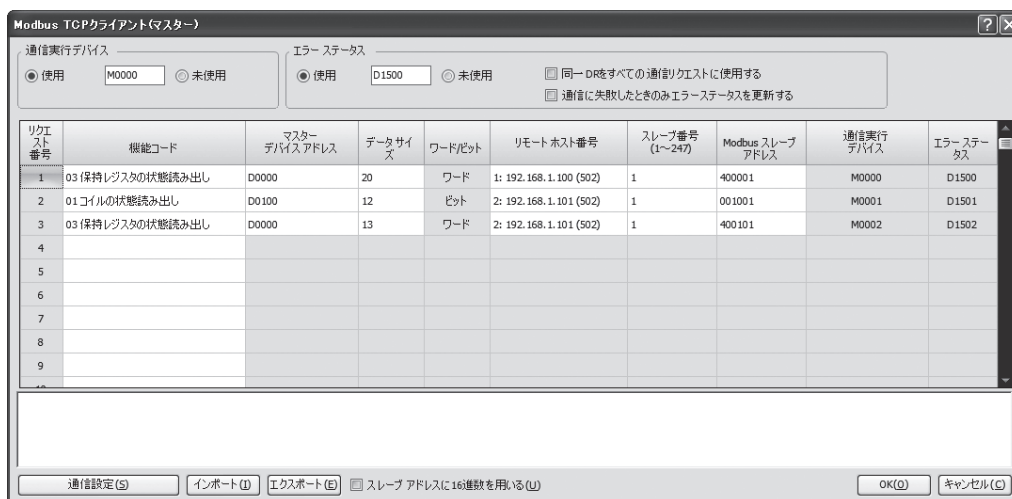 Modbus TCPクライアント(マスター)
通信実行デバイス
使用 M0000 未使用
エラー ステータス
使用 D1500 未使用
同一DRをすべての通信リクエストに使用する
通信に失敗したときのみエラーステータスを更新する
リクエスト番号 機能コード マスター デバイス アドレス データ サイズ ワード/ビット リモート ホスト番号 スレーブ番号 (1～247) Modbus スレーブ アドレス 通信実行 デバイス エラー ステータス
1 03 保持レジスタの状態読み出し D0000 20 ワード 1: 192.168.1.100 (502) 1 400001 M0000 D1500
2 01 コイルの状態読み出し D0100 12 ビット 2: 192.168.1.101 (502) 1 001001 M0001 D1501
3 03 保持レジスタの状態読み出し D0000 13 ワード 2: 192.168.1.101 (502) 1 400101 M0002 D1502
4
5
6
7
8
9
通信設定(S) インポート(I) エクスポート(E) スレーブ アドレスに16進数を用いる(U) OK(O) キャンセル(C)